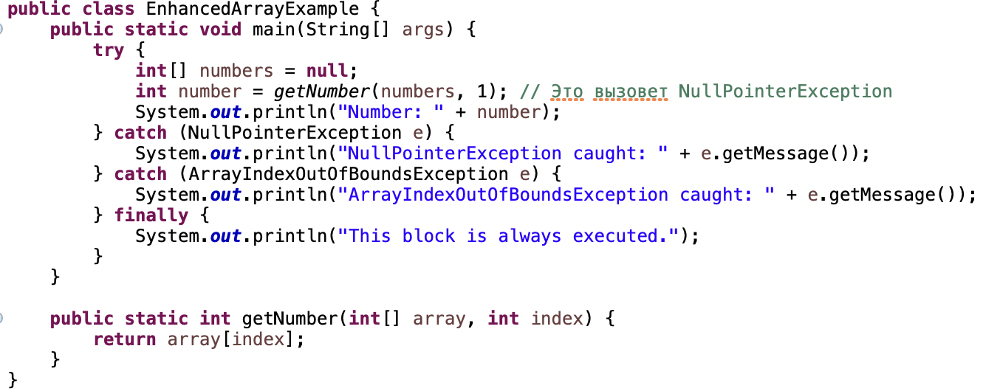 public class EnhancedArrayExample {
    public static void main(String[] args) {
        try {
            int[] numbers = null;
            int number = getNumber(numbers, 1); // Это вызовет NullPointerException
            System.out.println("Number: " + number);
        } catch (NullPointerException e) {
            System.out.println("NullPointerException caught: " + e.getMessage());
        } catch (ArrayIndexOutOfBoundsException e) {
            System.out.println("ArrayIndexOutOfBoundsException caught: " + e.getMessage());
        } finally {
            System.out.println("This block is always executed.");
        }
    }

    public static int getNumber(int[] array, int index) {
        return array[index];
    }
}